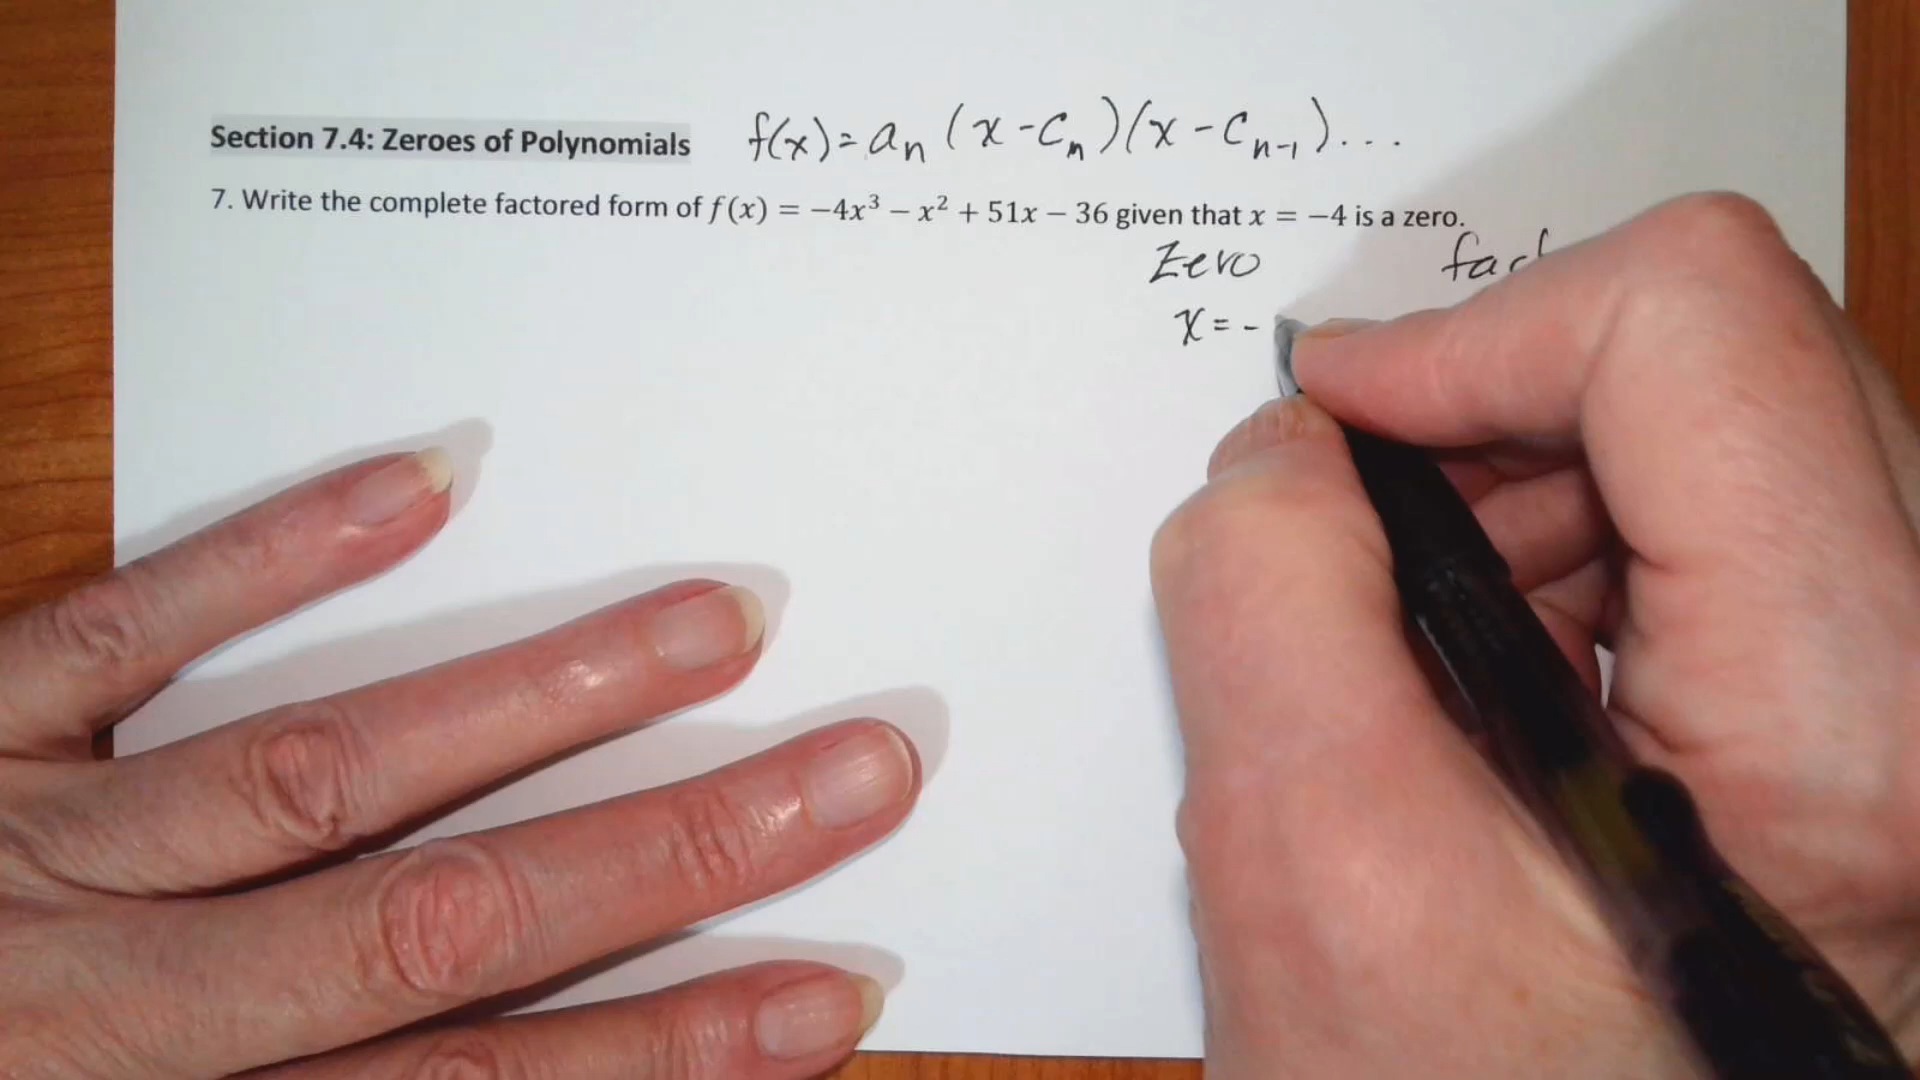 Section 7.4: Zeroes of Polynomials f(x) = aₙ (x - cₙ)(x - cₙ₋₁)...
7. Write the complete factored form of f(x) = −4x³ − x² + 51x − 36 given that x = −4 is a zero.
Zero
x = -